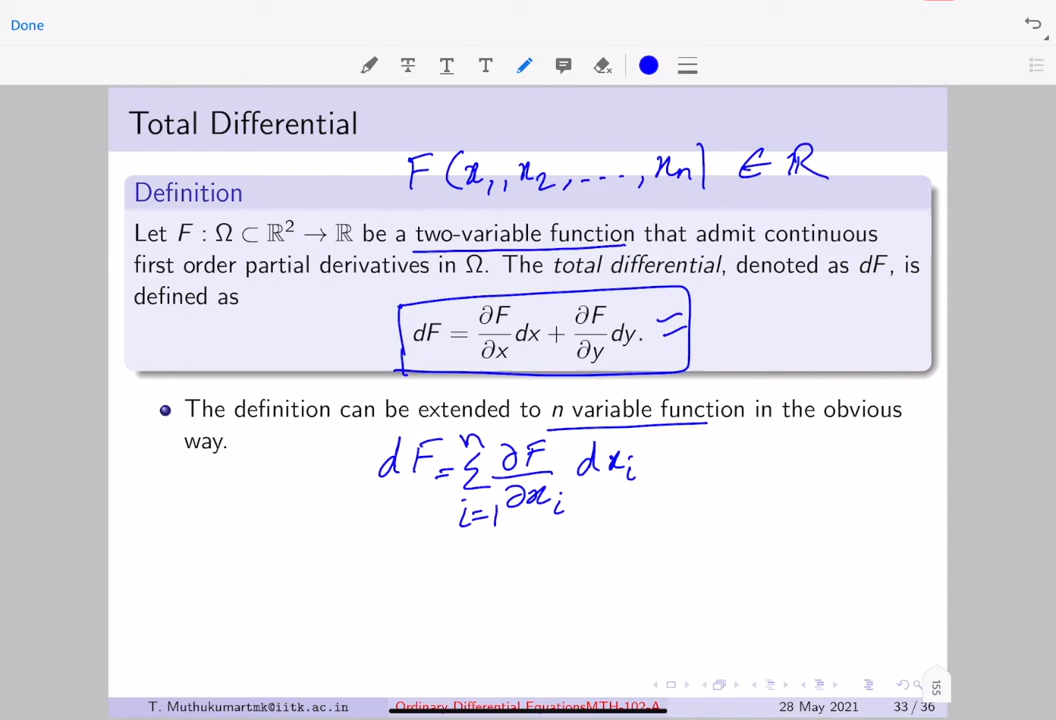 Done
Total Differential
F(x₁, x₂, ...., xₙ) ∈ ℝ
Definition
Let F : Ω ⊂ ℝ² → ℝ be a two-variable function that admit continuous
first order partial derivatives in Ω. The total differential, denoted as dF, is
defined as
dF = ∂F/∂x dx + ∂F/∂y dy.
The definition can be extended to n variable function in the obvious
way.
dF = Σᵢ₌₁ⁿ ∂F/∂xᵢ dxᵢ
155
T. Muthukumartmk@iitk.ac.in Ordinary Differential EquationsMTH-102-A 28 May 2021 33 / 36